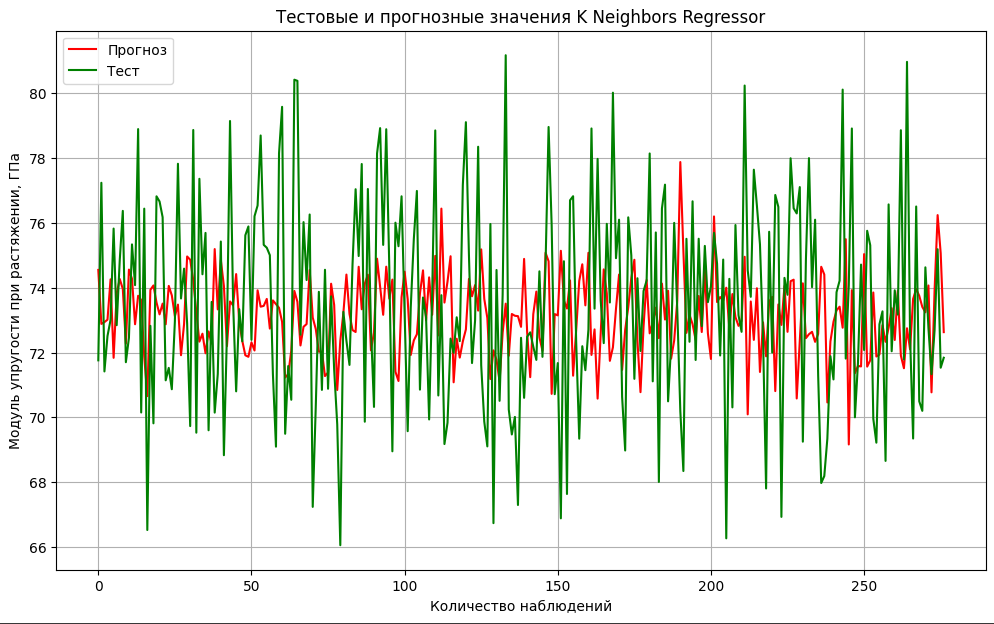 Тестовые и прогнозные значения K Neighbors Regressor
Прогноз
Тест
Модуль упругости при растяжении, ГПа
80
78
76
74
72
70
68
66
0 50 100 150 200 250
Количество наблюдений